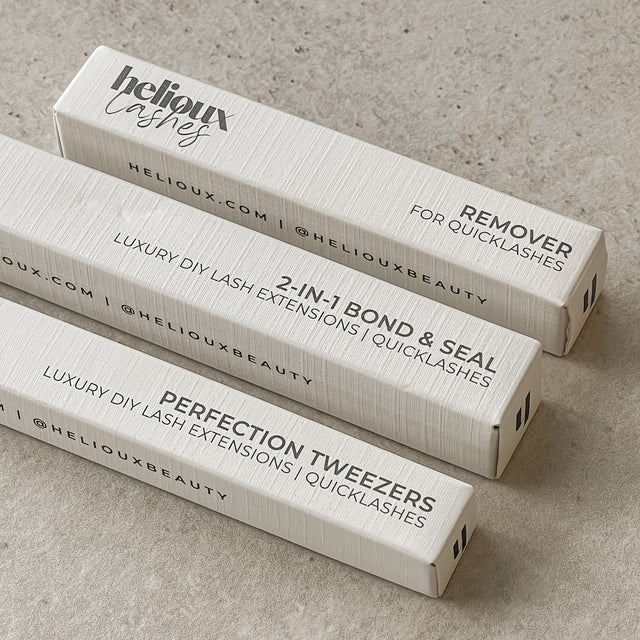 helioux
lashes
HELIOUX.COM | @HELIOUXBEAUTY
REMOVER
FOR QUICKLASHES
2-IN-1 BOND & SEAL
LUXURY DIY LASH EXTENSIONS | QUICKLASHES
OUX.COM | @HELIOUXBEAUTY
PERFECTION TWEEZERS
LUXURY DIY LASH EXTENSIONS | QUICKLASHES
M | @HELIOUXBEAUTY